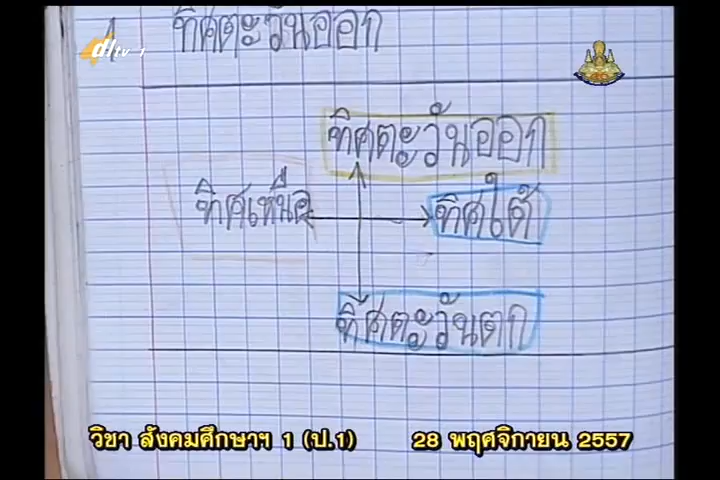 ทิศตะวันออก
dltv 1
ทิศตะวันออก
ทิศเหนือ ทิศใต้
ทิศตะวันตก
วิชา สังคมศึกษาฯ 1 (ป.1) 28 พฤศจิกายน 2557